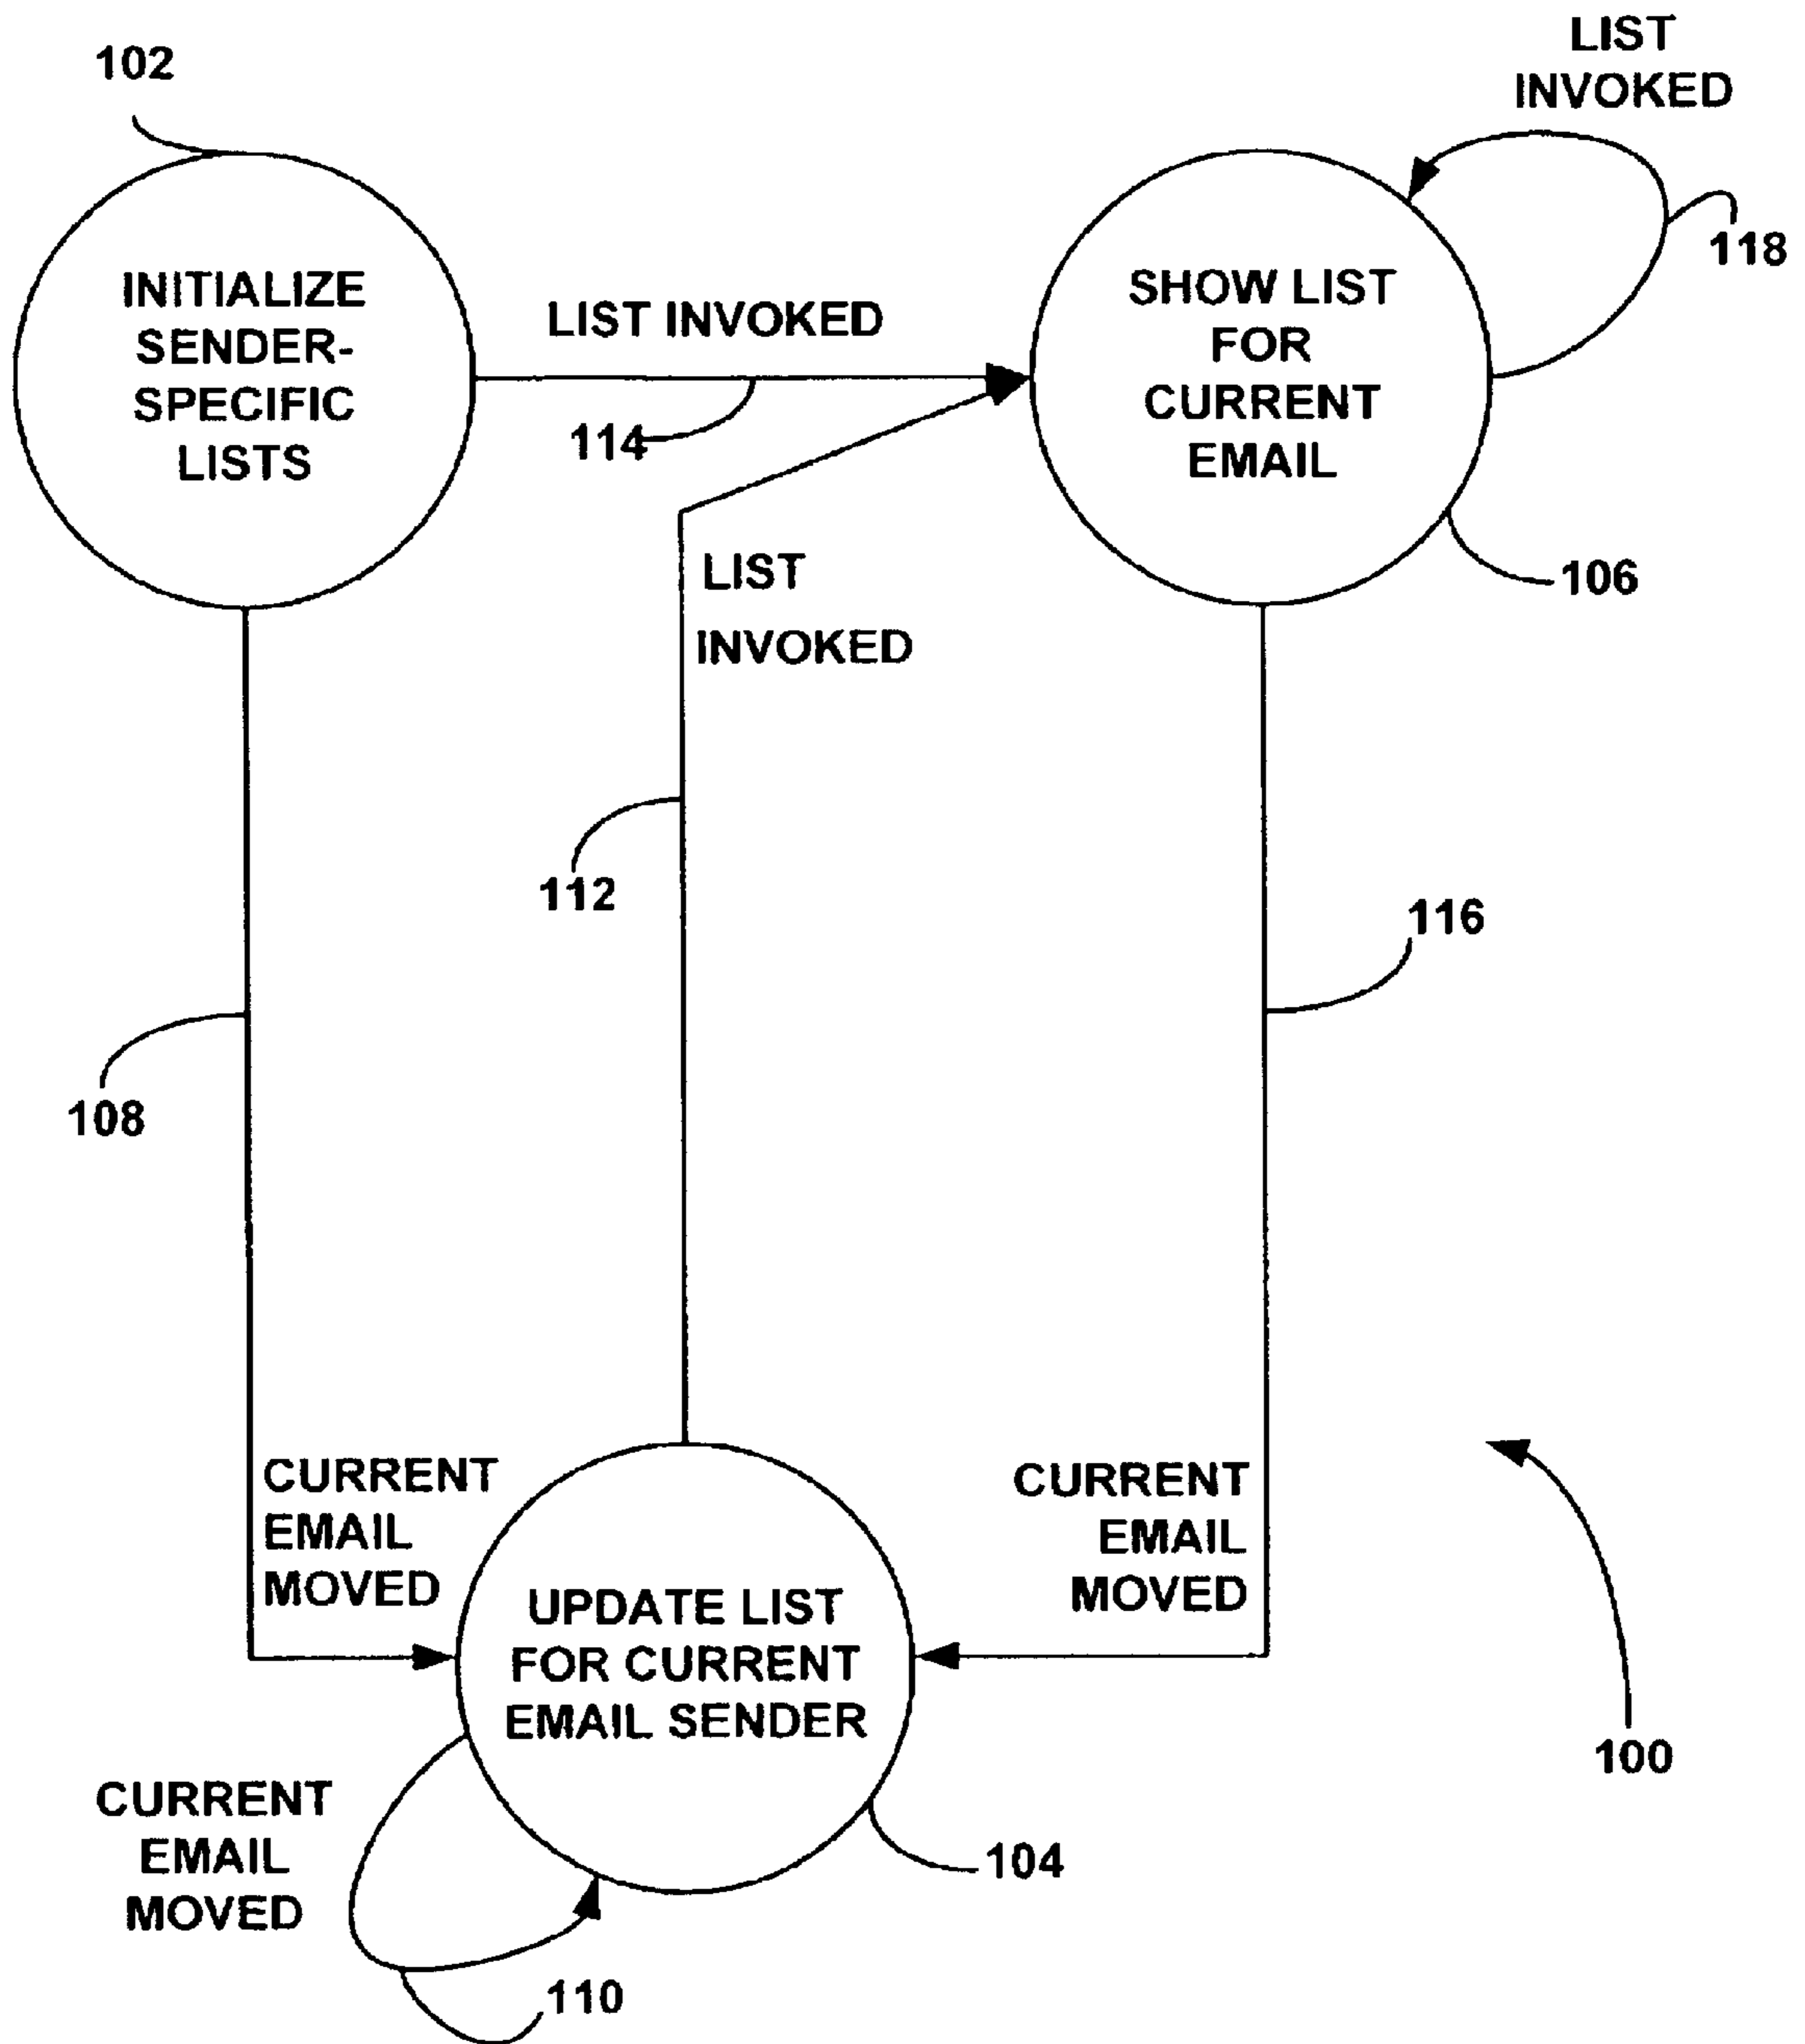 102
LIST
INVOKED
118
INITIALIZE
SENDER-
SPECIFIC
LISTS
LIST INVOKED
114
SHOW LIST
FOR
CURRENT
EMAIL
106
LIST
INVOKED
112
116
108
CURRENT
EMAIL
MOVED
CURRENT
EMAIL
MOVED
UPDATE LIST
FOR CURRENT
EMAIL SENDER
100
CURRENT
EMAIL
MOVED
104
110